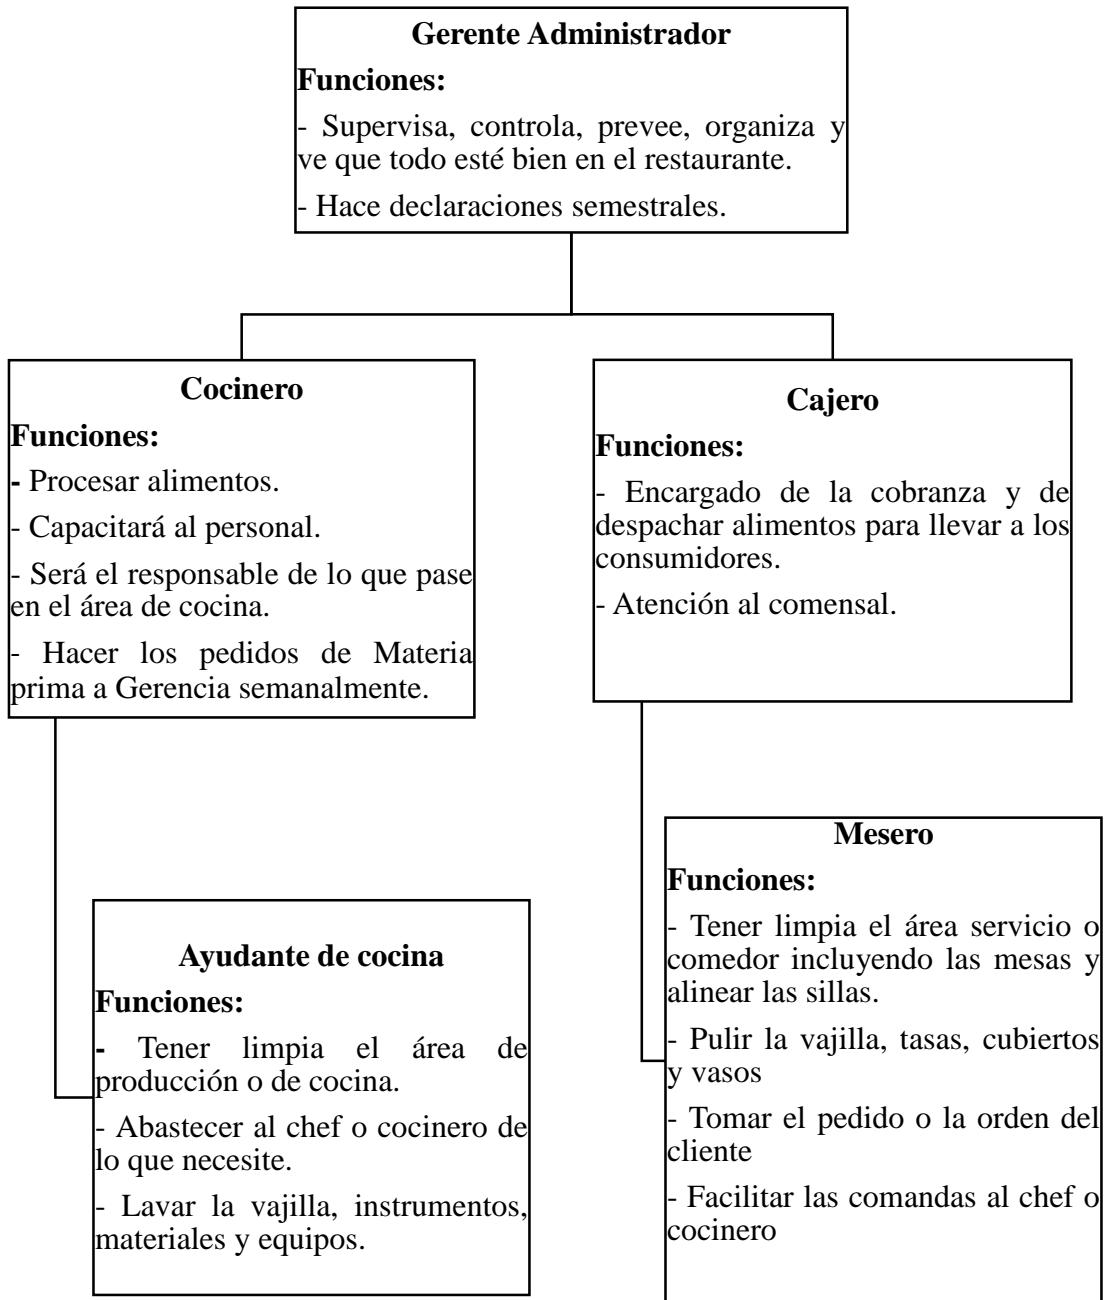 Gerente Administrador
Funciones:
- Supervisa, controla, prevee, organiza y
ve que todo esté bien en el restaurante.
- Hace declaraciones semestrales.
Cocinero
Funciones:
- Procesar alimentos.
- Capacitará al personal.
- Será el responsable de lo que pase
en el área de cocina.
- Hacer los pedidos de Materia
prima a Gerencia semanalmente.
Cajero
Funciones:
- Encargado de la cobranza y de
despachar alimentos para llevar a los
consumidores.
- Atención al comensal.
Ayudante de cocina
Funciones:
- Tener limpia el área de
producción o de cocina.
- Abastecer al chef o cocinero de
lo que necesite.
- Lavar la vajilla, instrumentos,
materiales y equipos.
Mesero
Funciones:
- Tener limpia el área servicio o
comedor incluyendo las mesas y
alinear las sillas.
- Pulir la vajilla, tasas, cubiertos
y vasos
- Tomar el pedido o la orden del
cliente
- Facilitar las comandas al chef o
cocinero